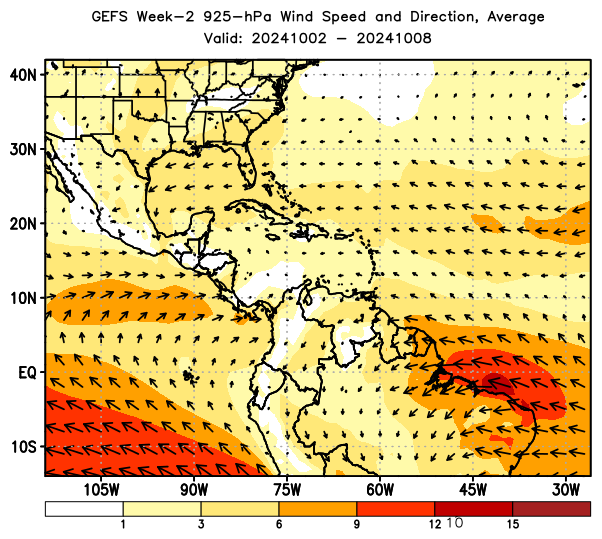 GEFS Week-2 925-hPa Wind Speed and Direction, Average
Valid: 20241002 - 20241008
40N
30N
20N
10N
EQ
10S
105W 90W 75W 60W 45W 30W
1 3 6 9 12 10 15